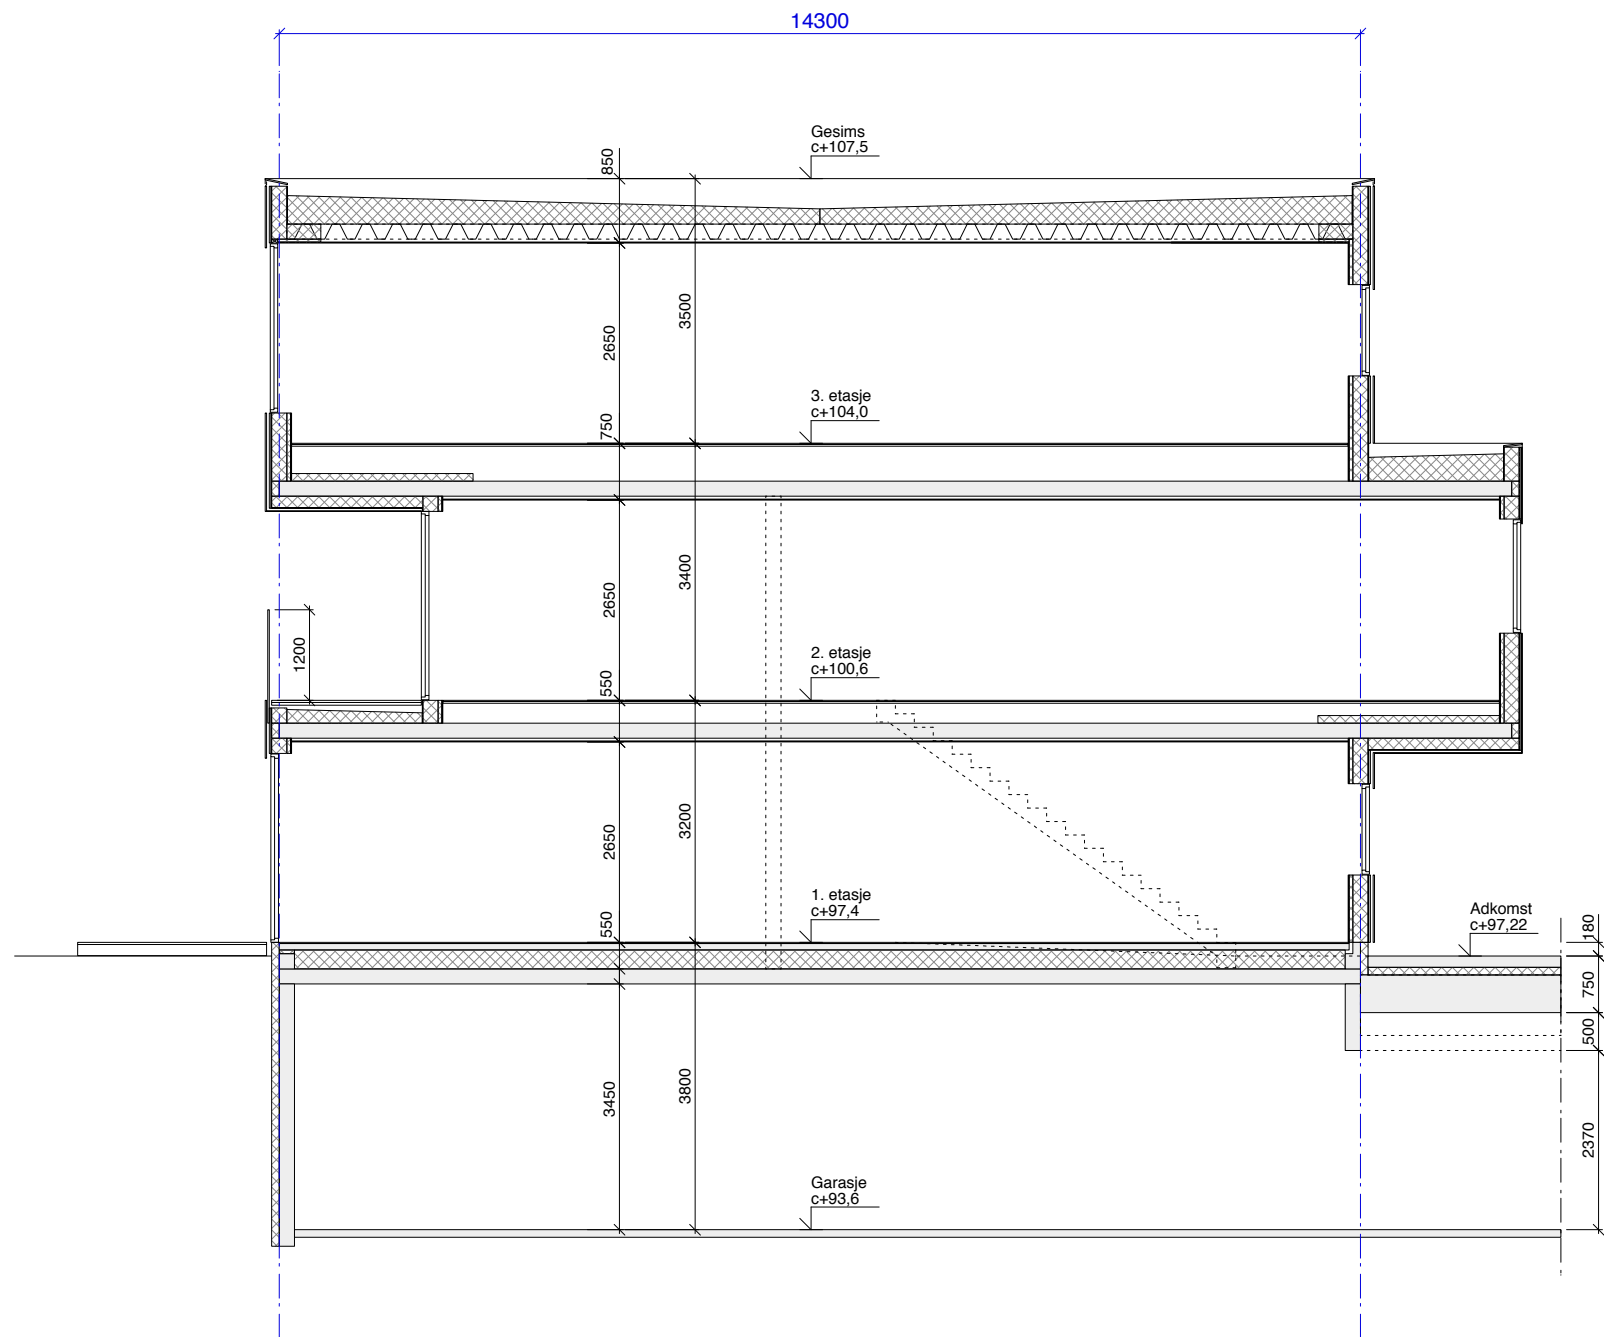 14300
Gesims
c+107,5
850
3500
2650
3. etasje
c+104,0
750
3400
2650
1200
2. etasje
c+100,6
550
3200
2650
1. etasje
c+97,4
550
Adkomst
c+97,22
180
750
500
3450
3800
2370
Garasje
c+93,6